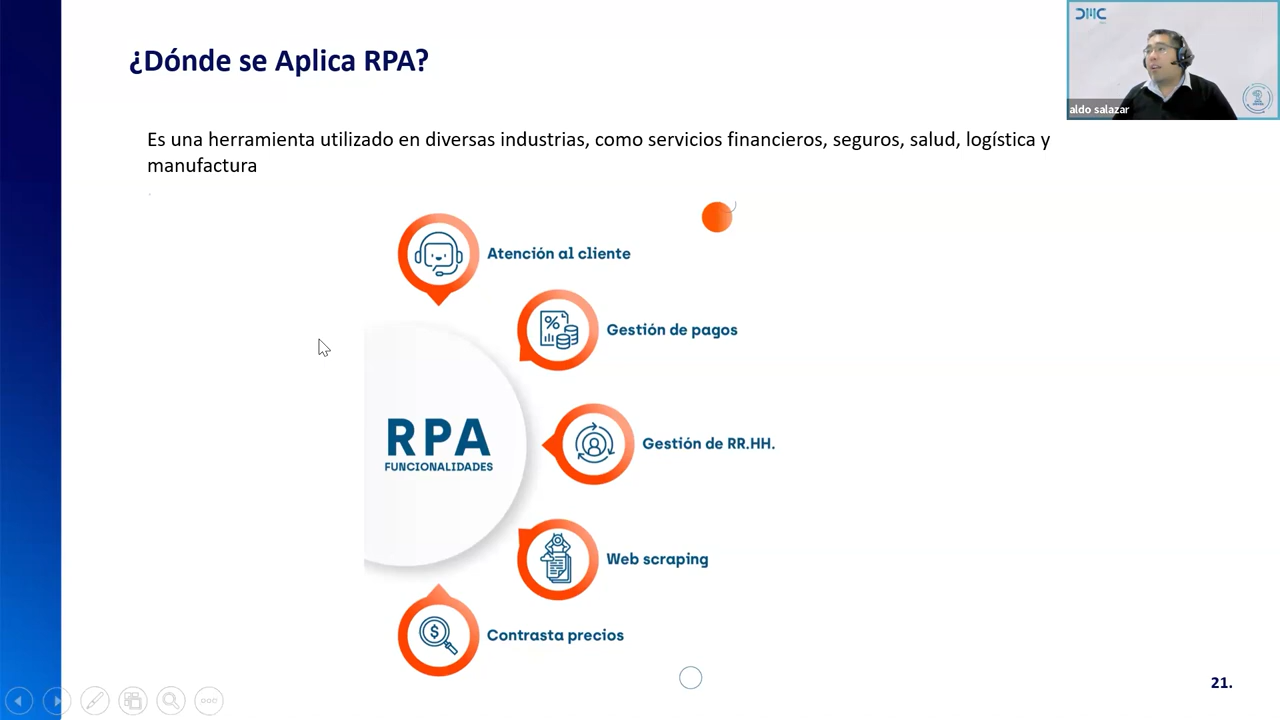 ¿Dónde se Aplica RPA?
DMC
aldo salazar
Es una herramienta utilizado en diversas industrias, como servicios financieros, seguros, salud, logística y
manufactura
Atención al cliente
Gestión de pagos
RPA
FUNCIONALIDADES
Gestión de RR.HH.
Web scraping
Contrasta precios
21.